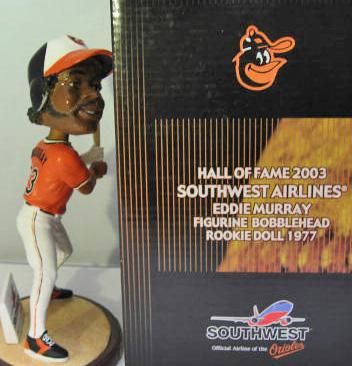 HALL OF FAME 2003
SOUTHWEST AIRLINES®
EDDIE MURRAY
FIGURINE BOBBLEHEAD
ROOKIE DOLL 1977
SOUTHWEST®
Official Airline of the Orioles